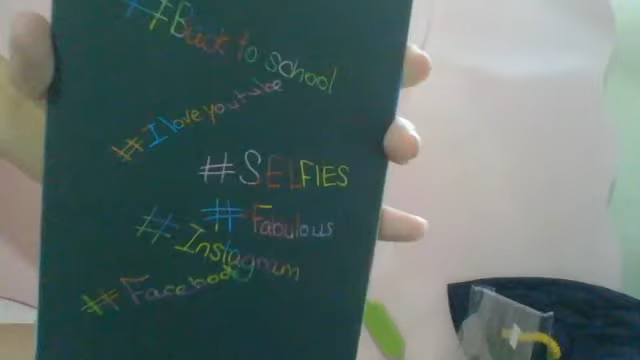 ##Back to school
#I love youtube
#SELFIES
#Fabulous
#Instagram
#Facebook